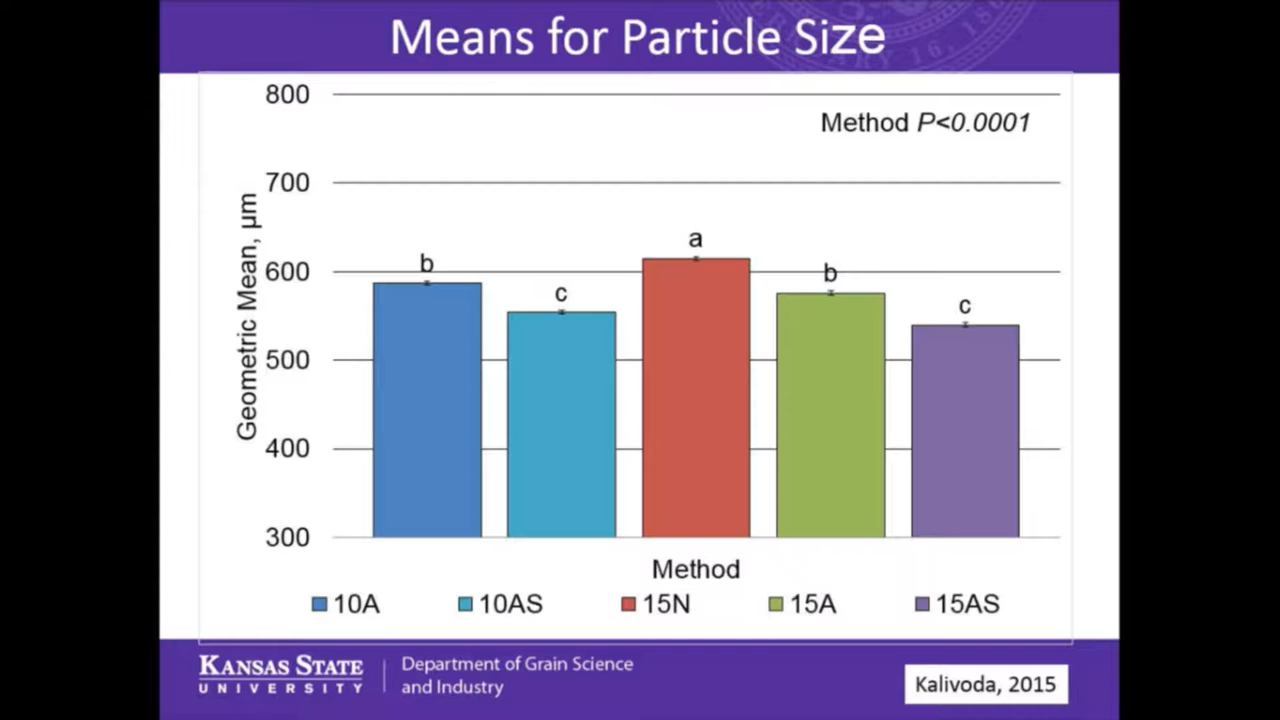 Means for Particle Size
800
Method P<0.0001
700
600
500
400
300
Geometric Mean, µm
b
c
a
b
c
Method
10A 10AS 15N 15A 15AS
KANSAS STATE
UNIVERSITY
Department of Grain Science
and Industry
Kalivoda, 2015